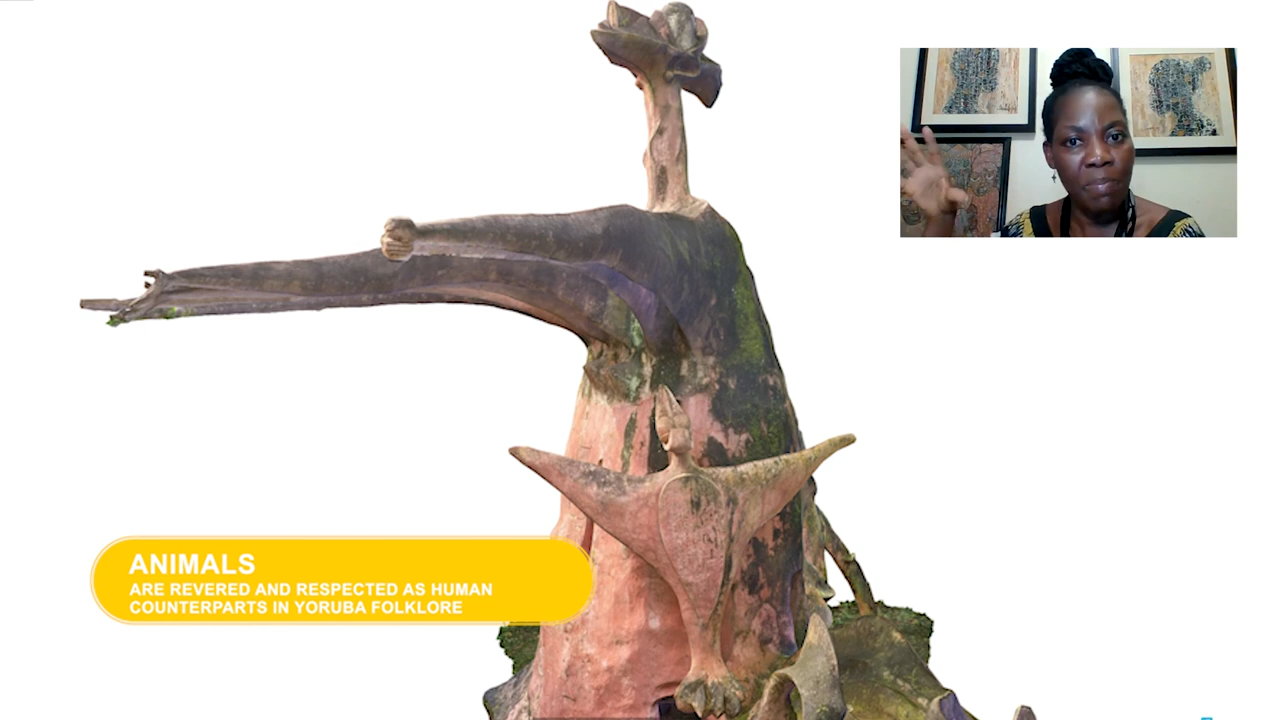 ANIMALS
ARE REVERED AND RESPECTED AS HUMAN
COUNTERPARTS IN YORUBA FOLKLORE